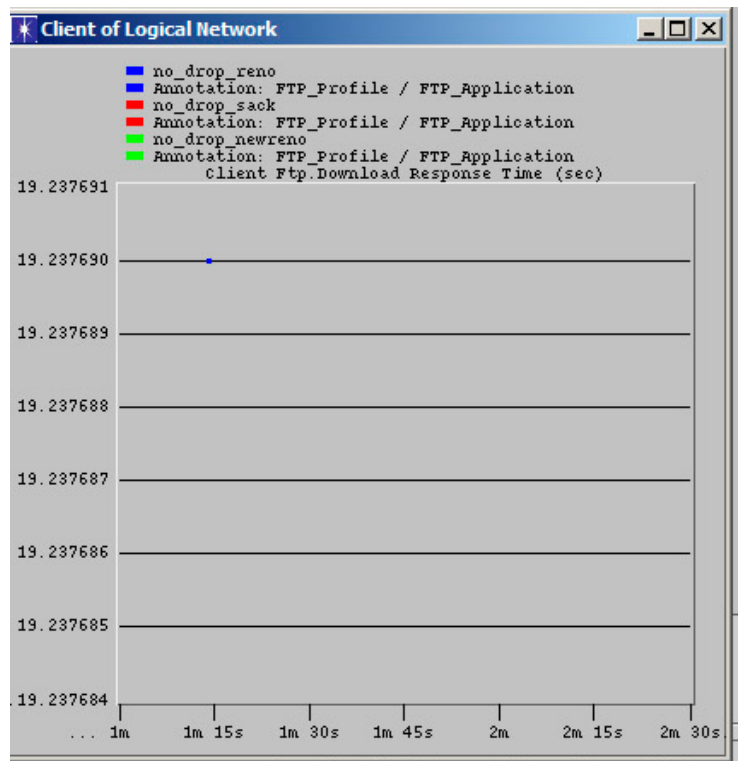 Client of Logical Network
no_drop_reno
Annotation: FTP_Profile / FTP_Application
no_drop_sack
Annotation: FTP_Profile / FTP_Application
no_drop_newreno
Annotation: FTP_Profile / FTP_Application
Client Ftp.Download Response Time (sec)
19.237691
19.237690
19.237689
19.237688
19.237687
19.237686
19.237685
.19.237684
... 1m 1m 15s 1m 30s 1m 45s 2m 2m 15s 2m 30s.